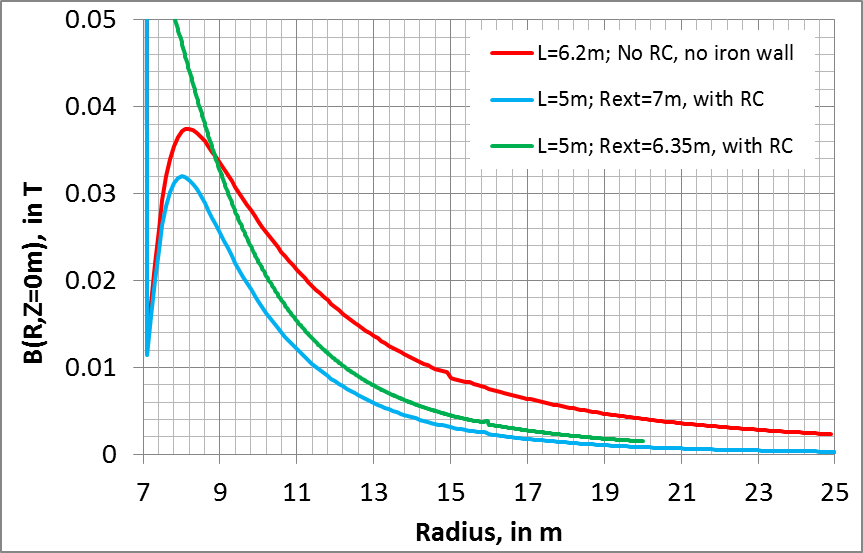 0.05
0.04
0.03
0.02
0.01
0
B(R,Z=0m), in T
L=6.2m; No RC, no iron wall
L=5m; Rext=7m, with RC
L=5m; Rext=6.35m, with RC
7 9 11 13 15 17 19 21 23 25
Radius, in m